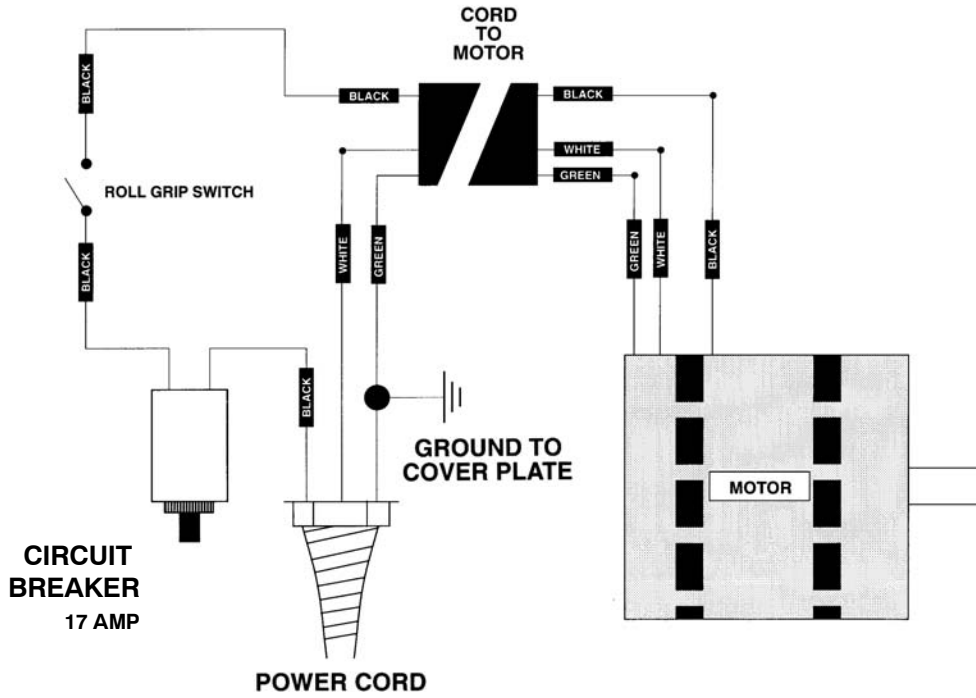 CORD
TO
MOTOR
BLACK
BLACK
BLACK
WHITE
GREEN
ROLL GRIP SWITCH
BLACK
WHITE
GREEN
GREEN
WHITE
BLACK
BLACK
GROUND TO
COVER PLATE
MOTOR
CIRCUIT
BREAKER
17 AMP
POWER CORD